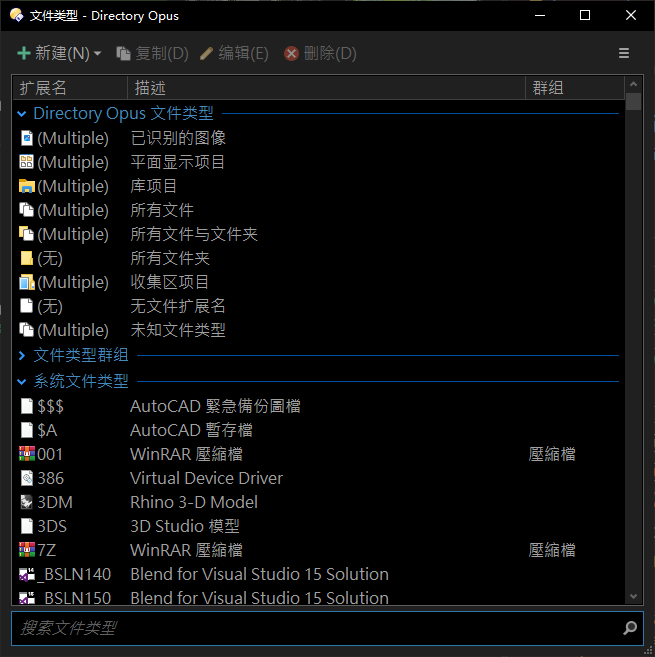 文件类型 - Directory Opus
新建(N) 复制(D) 编辑(E) 删除(D)
扩展名 描述 群组
Directory Opus 文件类型
(Multiple) 已识别的图像
(Multiple) 平面显示项目
(Multiple) 库项目
(Multiple) 所有文件
(Multiple) 所有文件与文件夹
(无) 所有文件夹
(Multiple) 收集区项目
(无) 无文件扩展名
(Multiple) 未知文件类型
文件类型群组
系统文件类型
$$$ AutoCAD 緊急備份圖檔
$A AutoCAD 暫存檔
001 WinRAR 壓縮檔 壓縮檔
386 Virtual Device Driver
3DM Rhino 3-D Model
3DS 3D Studio 模型
7Z WinRAR 壓縮檔 壓縮檔
_BSLN140 Blend for Visual Studio 15 Solution
_BSLN150 Blend for Visual Studio 15 Solution
搜索文件类型